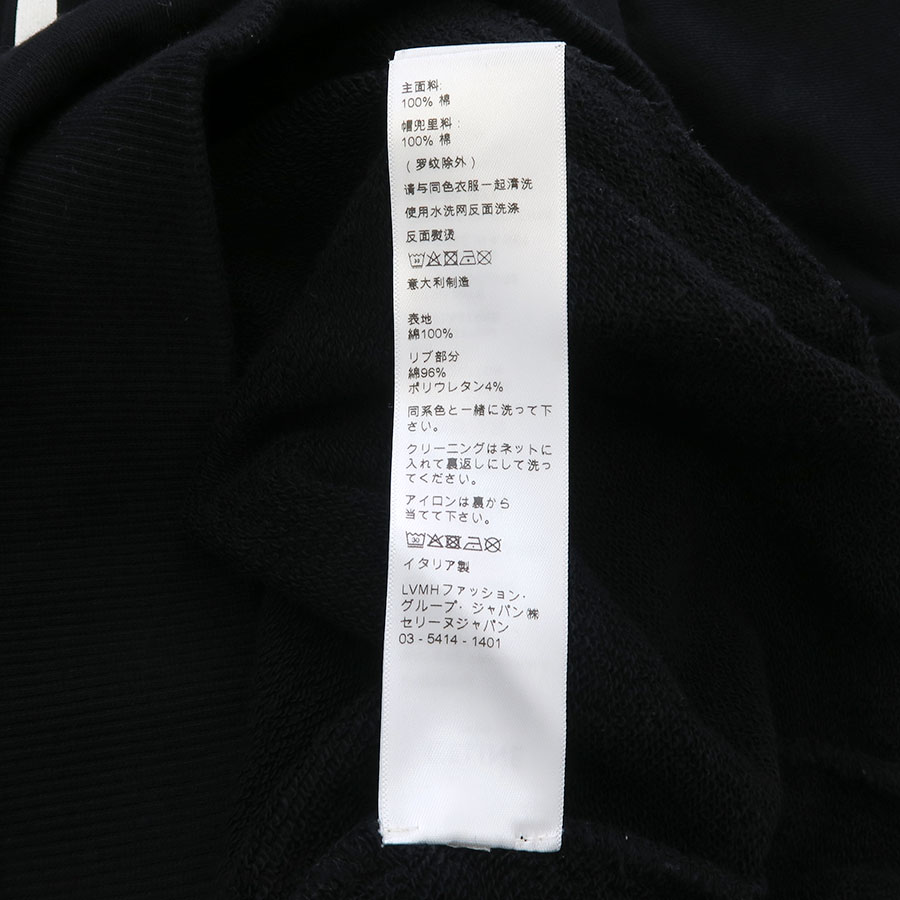 主面料:
100% 棉
帽兜里料:
100% 棉
(罗纹除外)
请与同色衣服一起清洗
使用水洗网反面洗涤
反面熨烫
意大利制造
表地
綿100%
リブ部分
綿96%
ポリウレタン4%
同系色と一緒に洗って下
さい。
クリーニングはネットに
入れて裏返しにして洗っ
てください。
アイロンは裏から
当てて下さい。
イタリア製
LVMHファッション・
グループ・ジャパン㈱
セリーヌジャパン
03 - 5414 - 1401